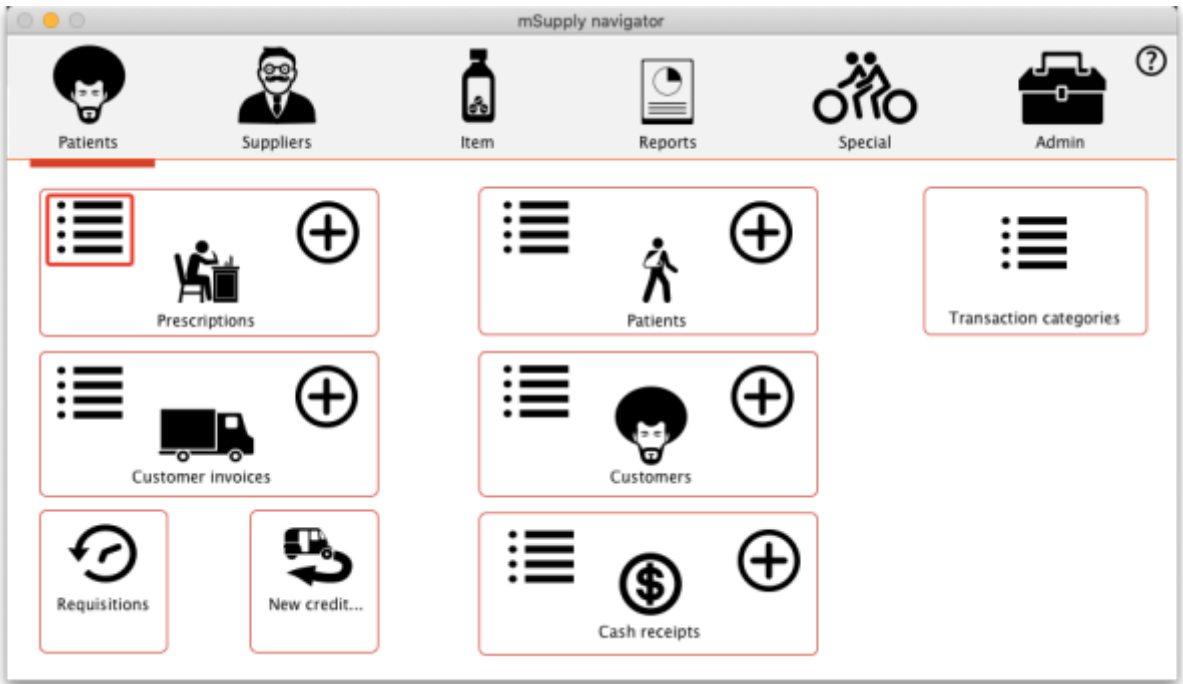 mSupply navigator
?
Patients
Suppliers
Item
Reports
Special
Admin
Prescriptions
Patients
Transaction categories
Customer invoices
Customers
Requisitions
New credit...
$
Cash receipts